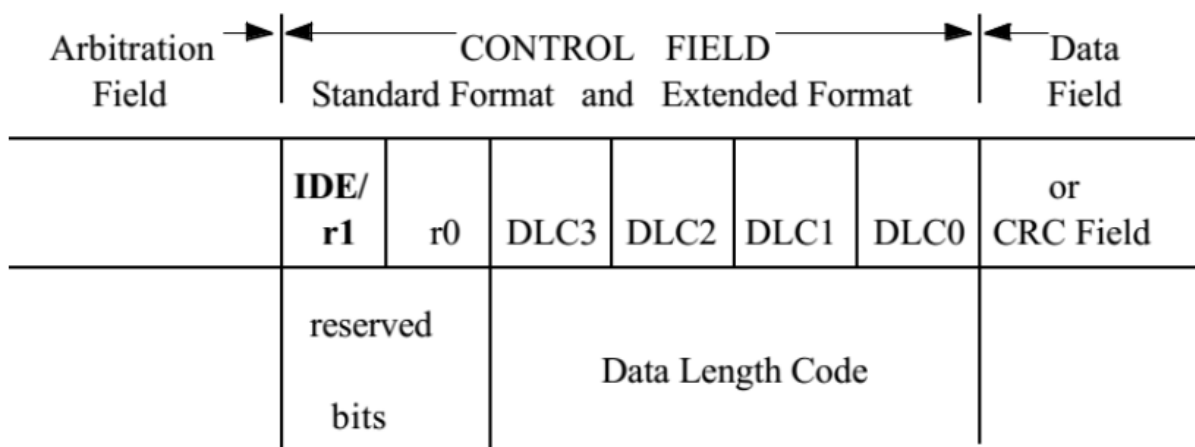 Arbitration CONTROL FIELD Data
Field Standard Format and Extended Format Field
IDE/ or
r1 r0 DLC3 DLC2 DLC1 DLC0 CRC Field
reserved
Data Length Code
bits